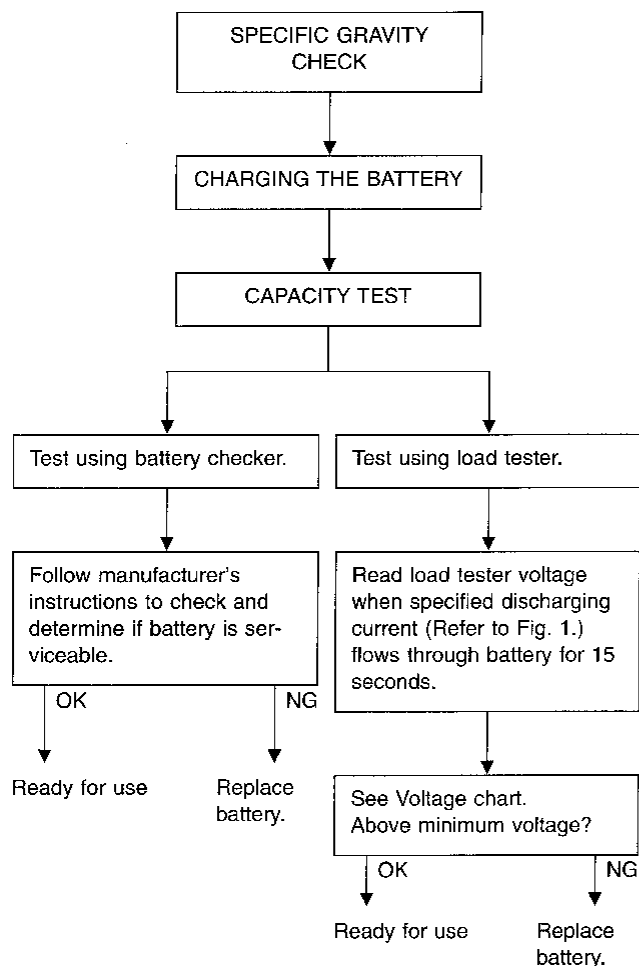 SPECIFIC GRAVITY
CHECK
CHARGING THE BATTERY
CAPACITY TEST
Test using battery checker.
Follow manufacturer's
instructions to check and
determine if battery is ser-
viceable.
OK
NG
Ready for use
Replace
battery.
Test using load tester.
Read load tester voltage
when specified discharging
current (Refer to Fig. 1.)
flows through battery for 15
seconds.
See Voltage chart.
Above minimum voltage?
OK
NG
Ready for use
Replace
battery.